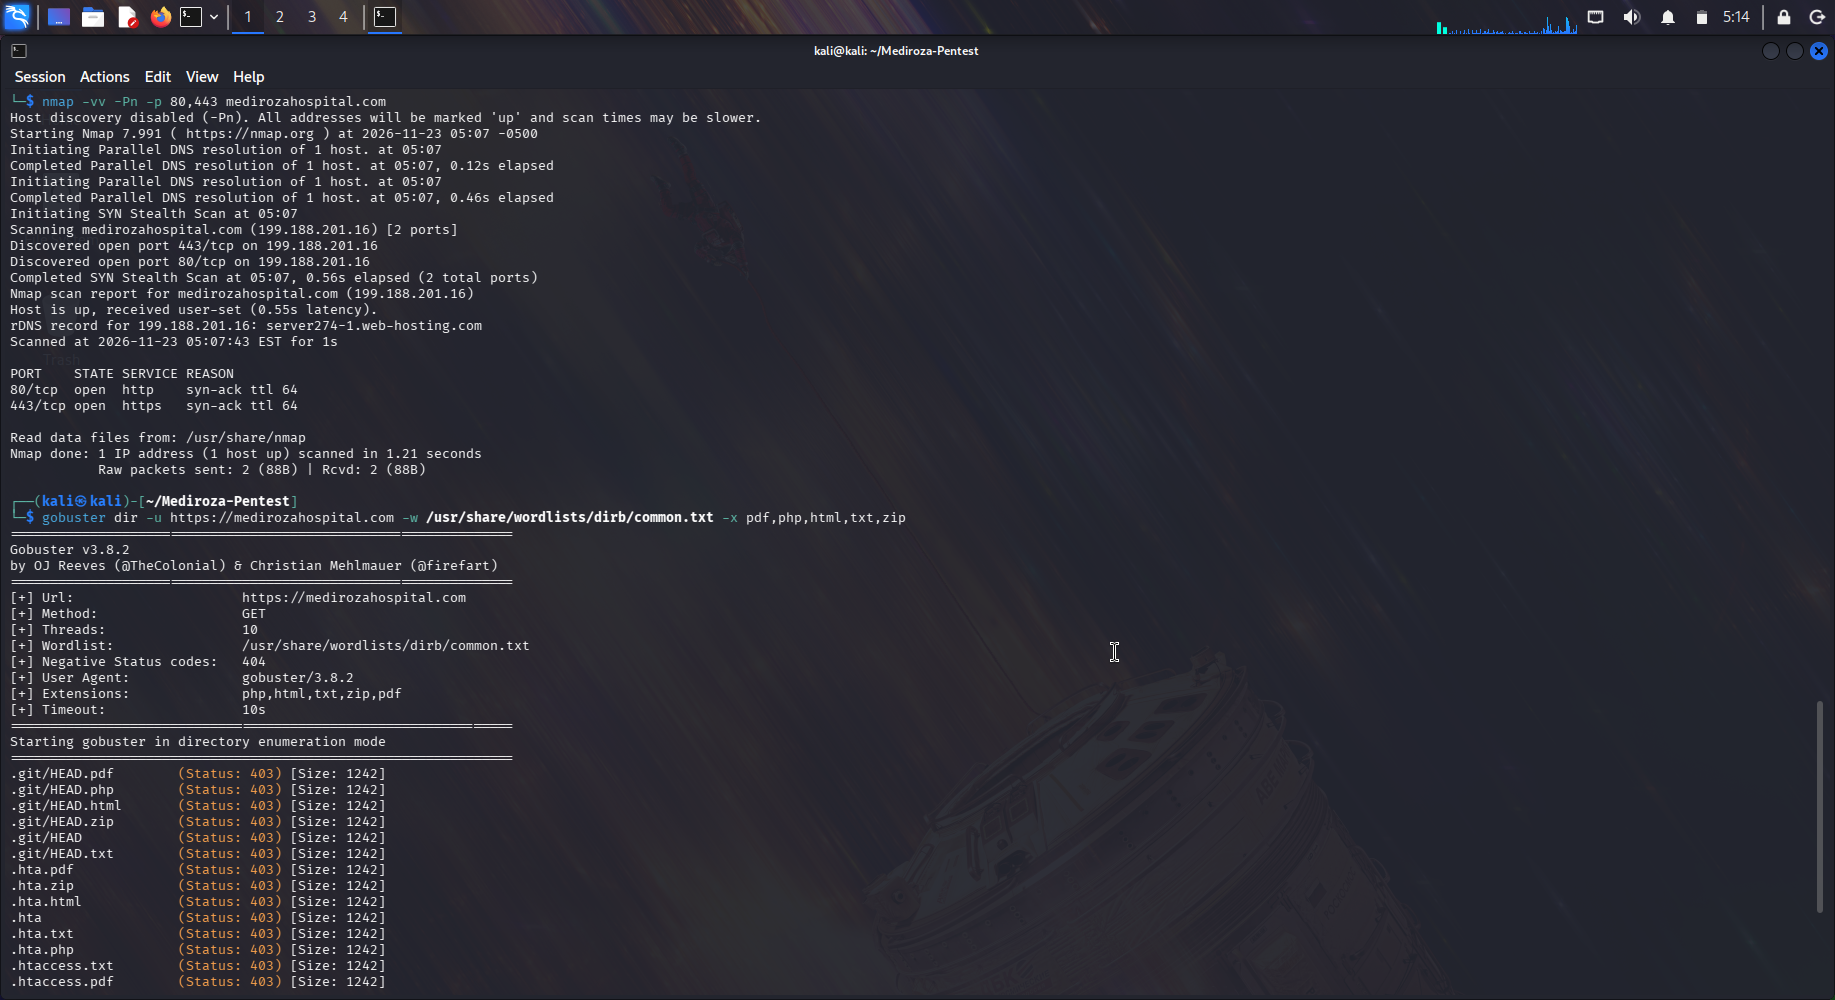 1 2 3 4
5:14
kali@kali: ~/Mediroza-Pentest
Session Actions Edit View Help
└─$ nmap -vv -Pn -p 80,443 medirozahospital.com
Host discovery disabled (-Pn). All addresses will be marked 'up' and scan times may be slower.
Starting Nmap 7.991 ( https://nmap.org ) at 2026-11-23 05:07 -0500
Initiating Parallel DNS resolution of 1 host. at 05:07
Completed Parallel DNS resolution of 1 host. at 05:07, 0.12s elapsed
Initiating Parallel DNS resolution of 1 host. at 05:07
Completed Parallel DNS resolution of 1 host. at 05:07, 0.46s elapsed
Initiating SYN Stealth Scan at 05:07
Scanning medirozahospital.com (199.188.201.16) [2 ports]
Discovered open port 443/tcp on 199.188.201.16
Discovered open port 80/tcp on 199.188.201.16
Completed SYN Stealth Scan at 05:07, 0.56s elapsed (2 total ports)
Nmap scan report for medirozahospital.com (199.188.201.16)
Host is up, received user-set (0.55s latency).
rDNS record for 199.188.201.16: server274-1.web-hosting.com
Scanned at 2026-11-23 05:07:43 EST for 1s
Trash
PORT    STATE SERVICE REASON
80/tcp  open  http    syn-ack ttl 64
443/tcp open  https   syn-ack ttl 64
Read data files from: /usr/share/nmap
Nmap done: 1 IP address (1 host up) scanned in 1.21 seconds
Raw packets sent: 2 (88B) | Rcvd: 2 (88B)
┌──(kali㉿kali)-[~/Mediroza-Pentest]
└─$ gobuster dir -u https://medirozahospital.com -w /usr/share/wordlists/dirb/common.txt -x pdf,php,html,txt,zip
===============================================================
Gobuster v3.8.2
by OJ Reeves (@TheColonial) & Christian Mehlmauer (@firefart)
===============================================================
[+] Url:                     https://medirozahospital.com
[+] Method:                  GET
[+] Threads:                 10
[+] Wordlist:                /usr/share/wordlists/dirb/common.txt
[+] Negative Status codes:   404
[+] User Agent:              gobuster/3.8.2
[+] Extensions:              php,html,txt,zip,pdf
[+] Timeout:                 10s
===============================================================
Starting gobuster in directory enumeration mode
===============================================================
.git/HEAD.pdf        (Status: 403) [Size: 1242]
.git/HEAD.php        (Status: 403) [Size: 1242]
.git/HEAD.html       (Status: 403) [Size: 1242]
.git/HEAD.zip        (Status: 403) [Size: 1242]
.git/HEAD            (Status: 403) [Size: 1242]
.git/HEAD.txt        (Status: 403) [Size: 1242]
.hta.pdf             (Status: 403) [Size: 1242]
.hta.zip             (Status: 403) [Size: 1242]
.hta.html            (Status: 403) [Size: 1242]
.hta                 (Status: 403) [Size: 1242]
.hta.txt             (Status: 403) [Size: 1242]
.hta.php             (Status: 403) [Size: 1242]
.htaccess.txt        (Status: 403) [Size: 1242]
.htaccess.pdf        (Status: 403) [Size: 1242]